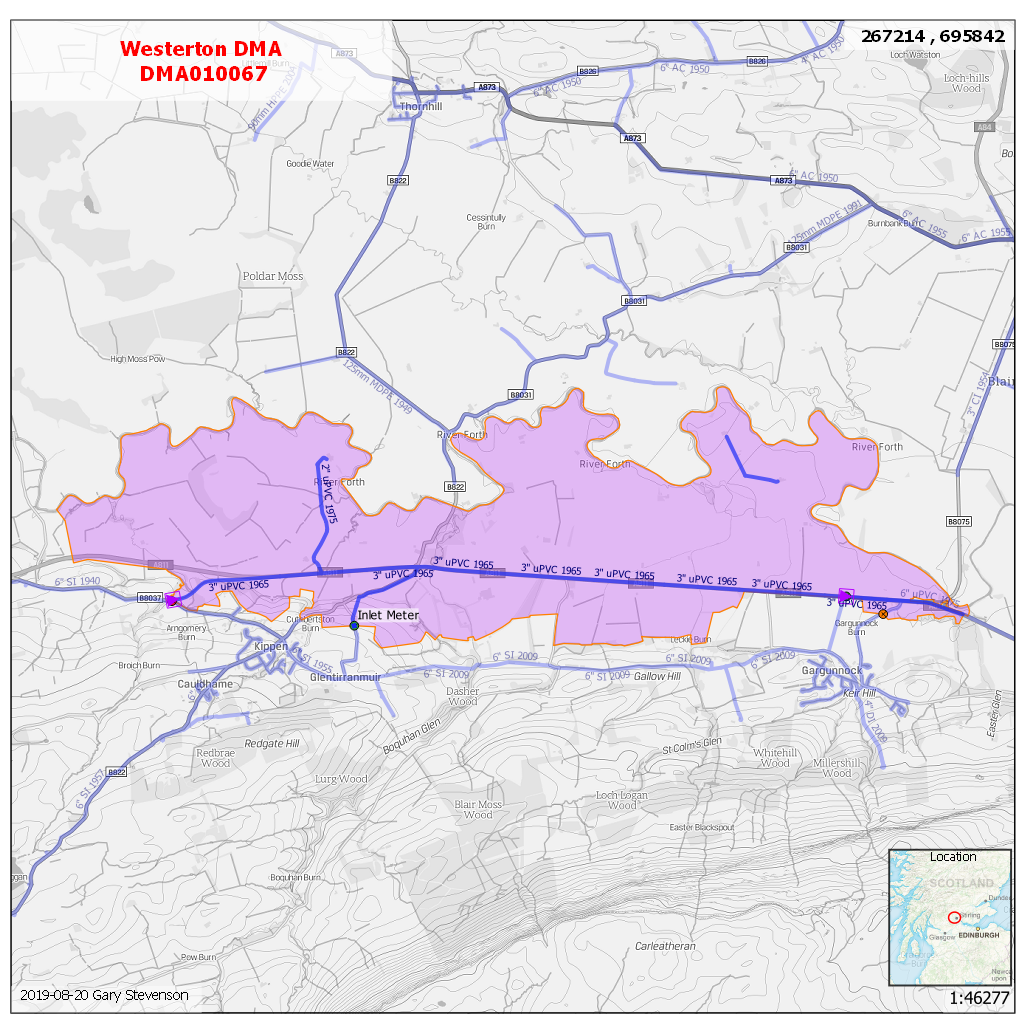 Westerton DMA
DMA010067
267214 , 695842
A873
B826
6" AC 1950
B826
4" AC 1950
Loch Watston
Loch-hills
Wood
A873
6" AC 1950
Thornhill
90mm HDPE
A84
A873
Goodie Water
B822
A873
6" AC 1950
Cessintully
Burn
125mm MDPE 1991
Burnbank Burn
6" AC 1955
6" AC 1955
B8031
Poldar Moss
B8031
B822
High Moss Pow
125mm MDPE 1949
B8031
B8075
Blair
3" CI 1954
River Forth
River Forth
River Forth
River Forth
2" uPVC 1975
B822
B8075
A811
3" uPVC 1965
3" uPVC 1965
3" uPVC 1965
3" uPVC 1965
3" uPVC 1965
3" uPVC 1965
3" uPVC 1965
6" SI 1940
B8037
3" uPVC 1965
6" uPVC
Inlet Meter
Cuthbertston
Burn
Arngomery
Burn
Gargunnock
Burn
Leckie Burn
Kippen
6" SI 1955
Broich Burn
6" SI 2009
6" SI 2009
6" SI 2009
6" SI 2009
6" SI 2009
Glentirranmuir
Gallow Hill
Gargunnock
Cauldhame
Keir Hill
Dasher
Wood
4" DI 2009
Easter Glen
Boquhan Glen
Redgate Hill
Redbrae
Wood
St Colm's Glen
Whitehill
Wood
Millershill
Wood
B822
6" SI 1957
Lurg Wood
Blair Moss
Wood
Loch Logan
Wood
Easter Blackspout
Boquhan Burn
ggan
Carleatheran
Pow Burn
Location
SCOTLAND
Dundee
Stirling
Glasgow
EDINBURGH
Newca
upon
2019-08-20 Gary Stevenson
1:46277